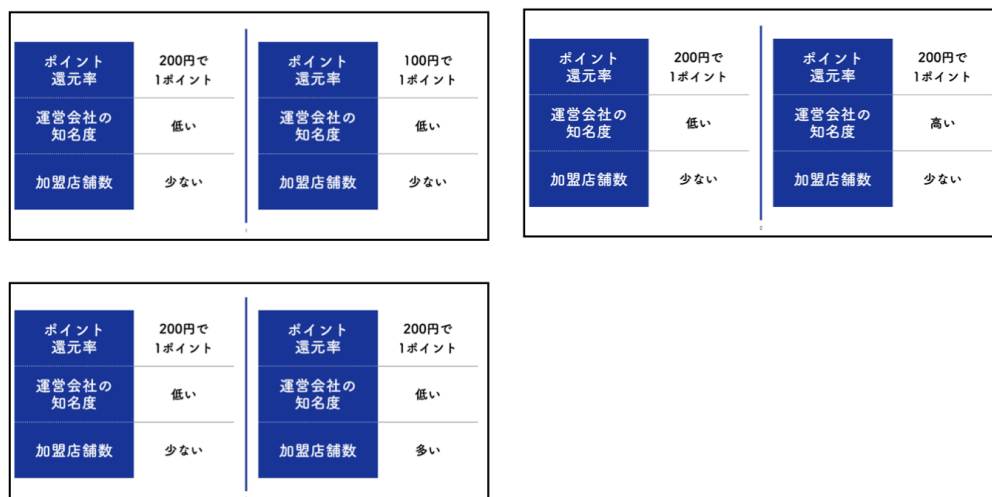 ポイント
還元率
200円で
1ポイント
運営会社の
知名度
低い
加盟店舗数
少ない
ポイント
還元率
100円で
1ポイント
運営会社の
知名度
低い
加盟店舗数
少ない
1
ポイント
還元率
200円で
1ポイント
運営会社の
知名度
低い
加盟店舗数
少ない
ポイント
還元率
200円で
1ポイント
運営会社の
知名度
高い
加盟店舗数
少ない
2
ポイント
還元率
200円で
1ポイント
運営会社の
知名度
低い
加盟店舗数
少ない
ポイント
還元率
200円で
1ポイント
運営会社の
知名度
低い
加盟店舗数
多い